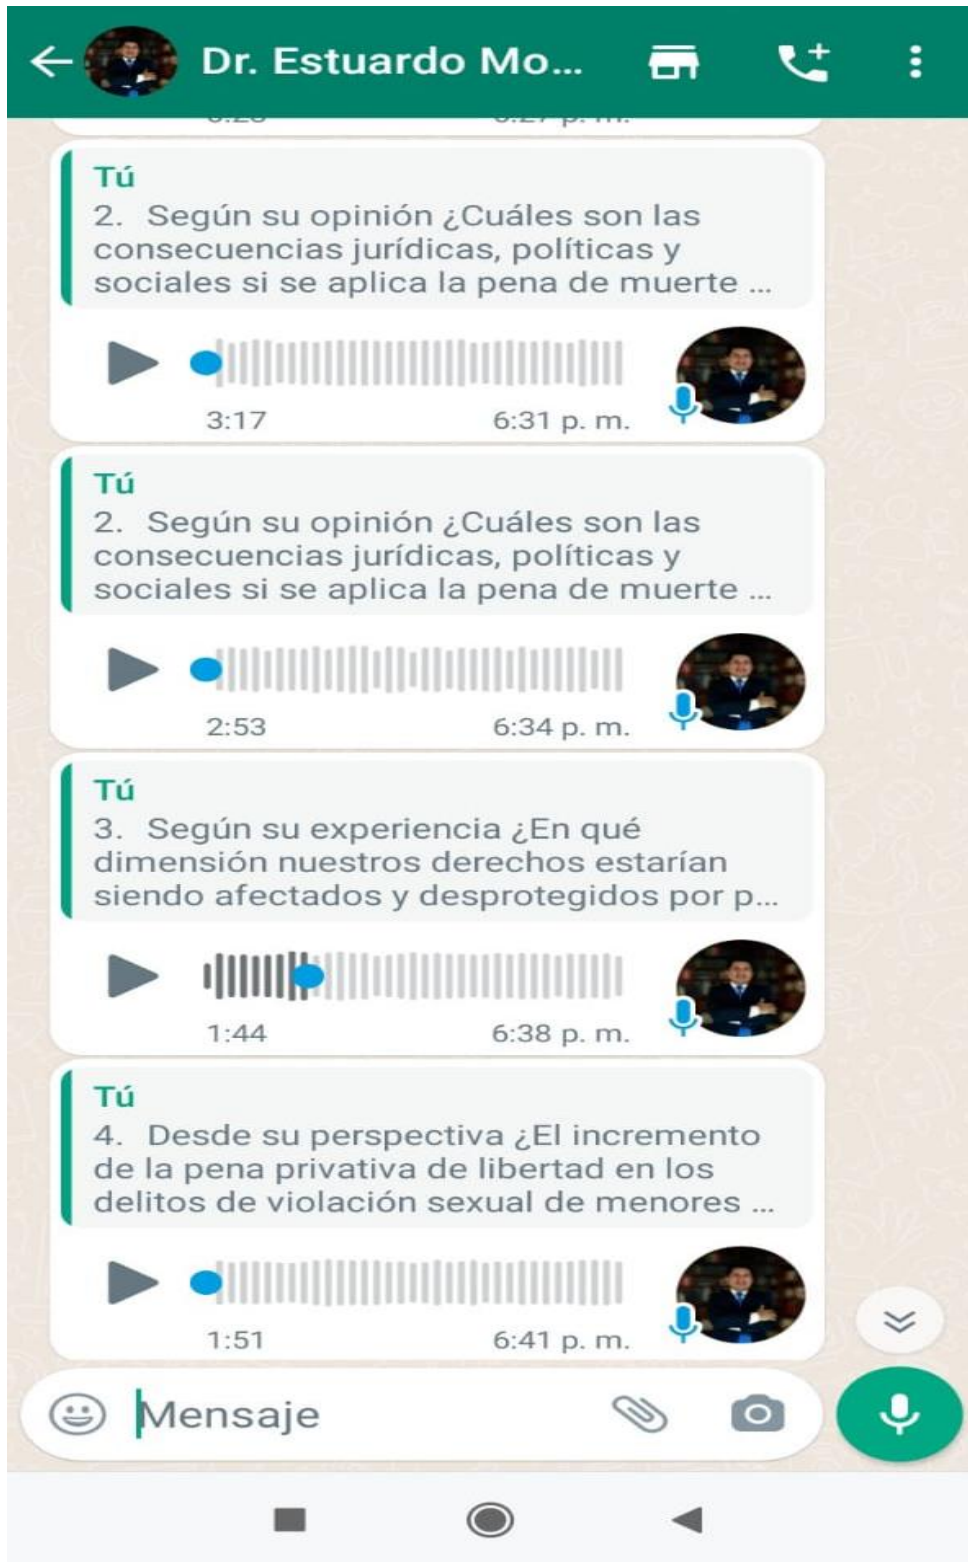 Dr. Estuardo Mo...
Tú
2. Según su opinión ¿Cuáles son las
consecuencias jurídicas, políticas y
sociales si se aplica la pena de muerte ...
3:17 6:31 p. m.
Tú
2. Según su opinión ¿Cuáles son las
consecuencias jurídicas, políticas y
sociales si se aplica la pena de muerte ...
2:53 6:34 p. m.
Tú
3. Según su experiencia ¿En qué
dimensión nuestros derechos estarían
siendo afectados y desprotegidos por p...
1:44 6:38 p. m.
Tú
4. Desde su perspectiva ¿El incremento
de la pena privativa de libertad en los
delitos de violación sexual de menores ...
1:51 6:41 p. m.
Mensaje